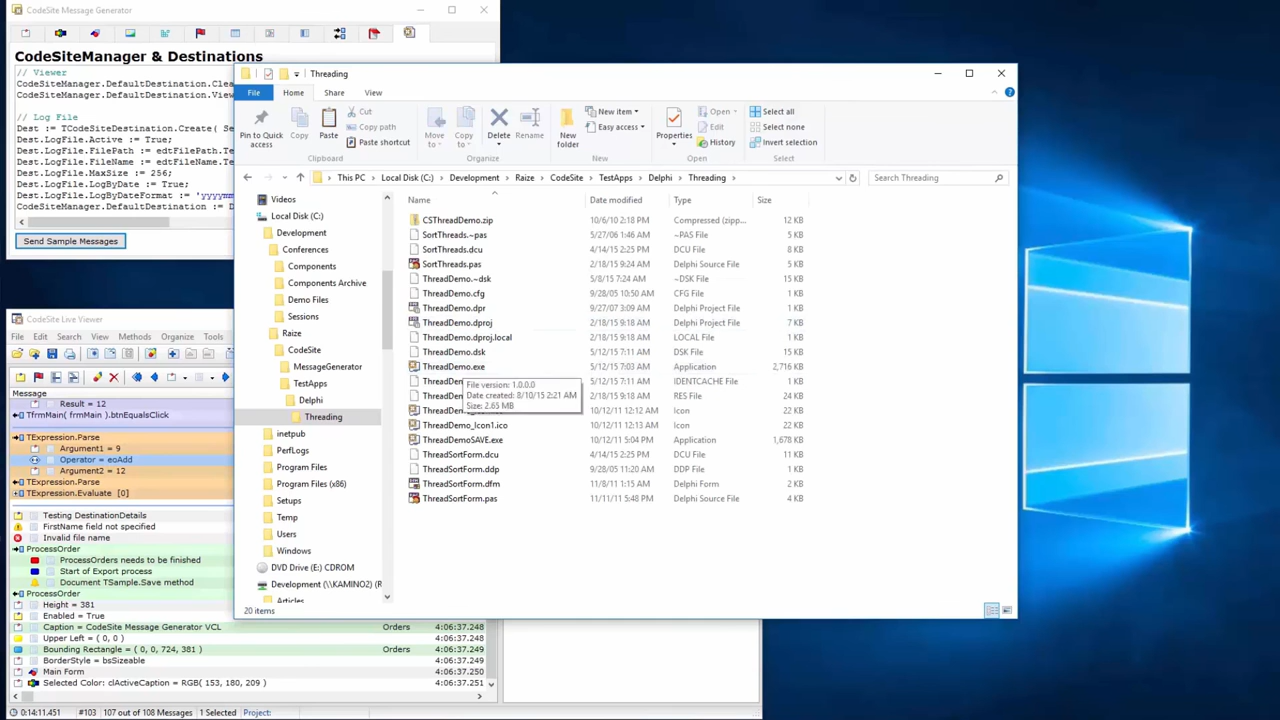 CodeSite Message Generator
CodeSiteManager & Destinations
// Viewer
CodeSiteManager.DefaultDestination.Clea
CodeSiteManager.DefaultDestination.View
// Log File
Dest := TCodeSiteDestination.Create( Se
Dest.LogFile.Active := True;
Dest.LogFile.FilePath := edtFilePath.Te
Dest.LogFile.FileName := edtFileName.Te
Dest.LogFile.MaxSize := 256;
Dest.LogFile.LogByDate := True;
Dest.LogFile.LogByDateFormat := 'yyyymm
CodeSiteManager.DefaultDestination := D
Send Sample Messages
Threading
File Home Share View
Pin to Quick access
Copy
Paste
Cut
Copy path
Paste shortcut
Clipboard
Move to
Copy to
Delete
Rename
Organize
New folder
New item
Easy access
New
Properties
Open
Edit
History
Open
Select all
Select none
Invert selection
Select
This PC Local Disk (C:) Development Raize CodeSite TestApps Delphi Threading
Search Threading
Videos
Local Disk (C:)
Development
Conferences
Components
Components Archive
Demo Files
Sessions
Raize
CodeSite
MessageGenerator
TestApps
Delphi
Threading
inetpub
PerfLogs
Program Files
Program Files (x86)
Setups
Temp
Users
Windows
DVD Drive (E:) CDROM
Development (\\KAMINO2) (R
Articles
Name Date modified Type Size
CSThreadDemo.zip 10/6/10 2:18 PM Compressed (zipp... 12 KB
SortThreads.~pas 5/27/06 1:46 AM ~PAS File 5 KB
SortThreads.dcu 4/14/15 2:25 PM DCU File 8 KB
SortThreads.pas 2/18/15 9:24 AM Delphi Source File 5 KB
ThreadDemo.~dsk 5/8/15 7:24 AM ~DSK File 15 KB
ThreadDemo.cfg 9/28/05 10:50 AM CFG File 1 KB
ThreadDemo.dpr 9/27/07 3:09 AM Delphi Project File 1 KB
ThreadDemo.dproj 2/18/15 9:18 AM Delphi Project File 7 KB
ThreadDemo.dproj.local 2/18/15 9:18 AM LOCAL File 1 KB
ThreadDemo.dsk 5/12/15 7:11 AM DSK File 15 KB
ThreadDemo.exe 5/12/15 7:03 AM Application 2,716 KB
ThreadDem 5/12/15 7:11 AM IDENTCACHE File 1 KB
ThreadDem 2/18/15 9:18 AM RES File 4 KB
10/12/11 12:12 AM Icon 1 KB
ThreadDemo_Icon1.ico 10/12/11 12:13 AM Icon 1 KB
ThreadDemoSAVE.exe 10/12/11 5:04 PM Application 1,678 KB
ThreadSortForm.dcu 4/14/15 2:25 PM DCU File 11 KB
ThreadSortForm.ddp 9/28/05 11:20 AM DDP File 1 KB
ThreadSortForm.dfm 11/8/11 1:15 AM Delphi Form 2 KB
ThreadSortForm.pas 11/11/11 5:48 PM Delphi Source File 4 KB
File version: 1.0.0.0
Date created: 8/10/15 2:21 AM
Size: 2.65 MB
20 items
CodeSite Live Viewer
File Edit Search View Methods Organize Tools
Message
Result = 12
TfrmMain( frmMain ).btnEqualsClick
TExpression.Parse
Argument1 = 9
Operator = eoAdd
Argument2 = 12
TExpression.Parse
TExpression.Evaluate [0]
Testing DestinationDetails
FirstName field not specified
Invalid file name
ProcessOrder
ProcessOrders needs to be finished
Start of Export process
Document TSample.Save method
ProcessOrder
Height = 381
Enabled = True
Caption = CodeSite Message Generator VCL Orders 4:06:37.248
Upper Left = ( 0, 0 ) 4:06:37.248
Bounding Rectangle = ( 0, 0, 724, 381 ) Orders 4:06:37.249
BorderStyle = bsSizeable 4:06:37.249
Main Form 4:06:37.250
Selected Color: clActiveCaption = RGB( 153, 180, 209 ) 4:06:37.251
0:14:11.451 #103 107 out of 108 Messages 1 Selected Project: